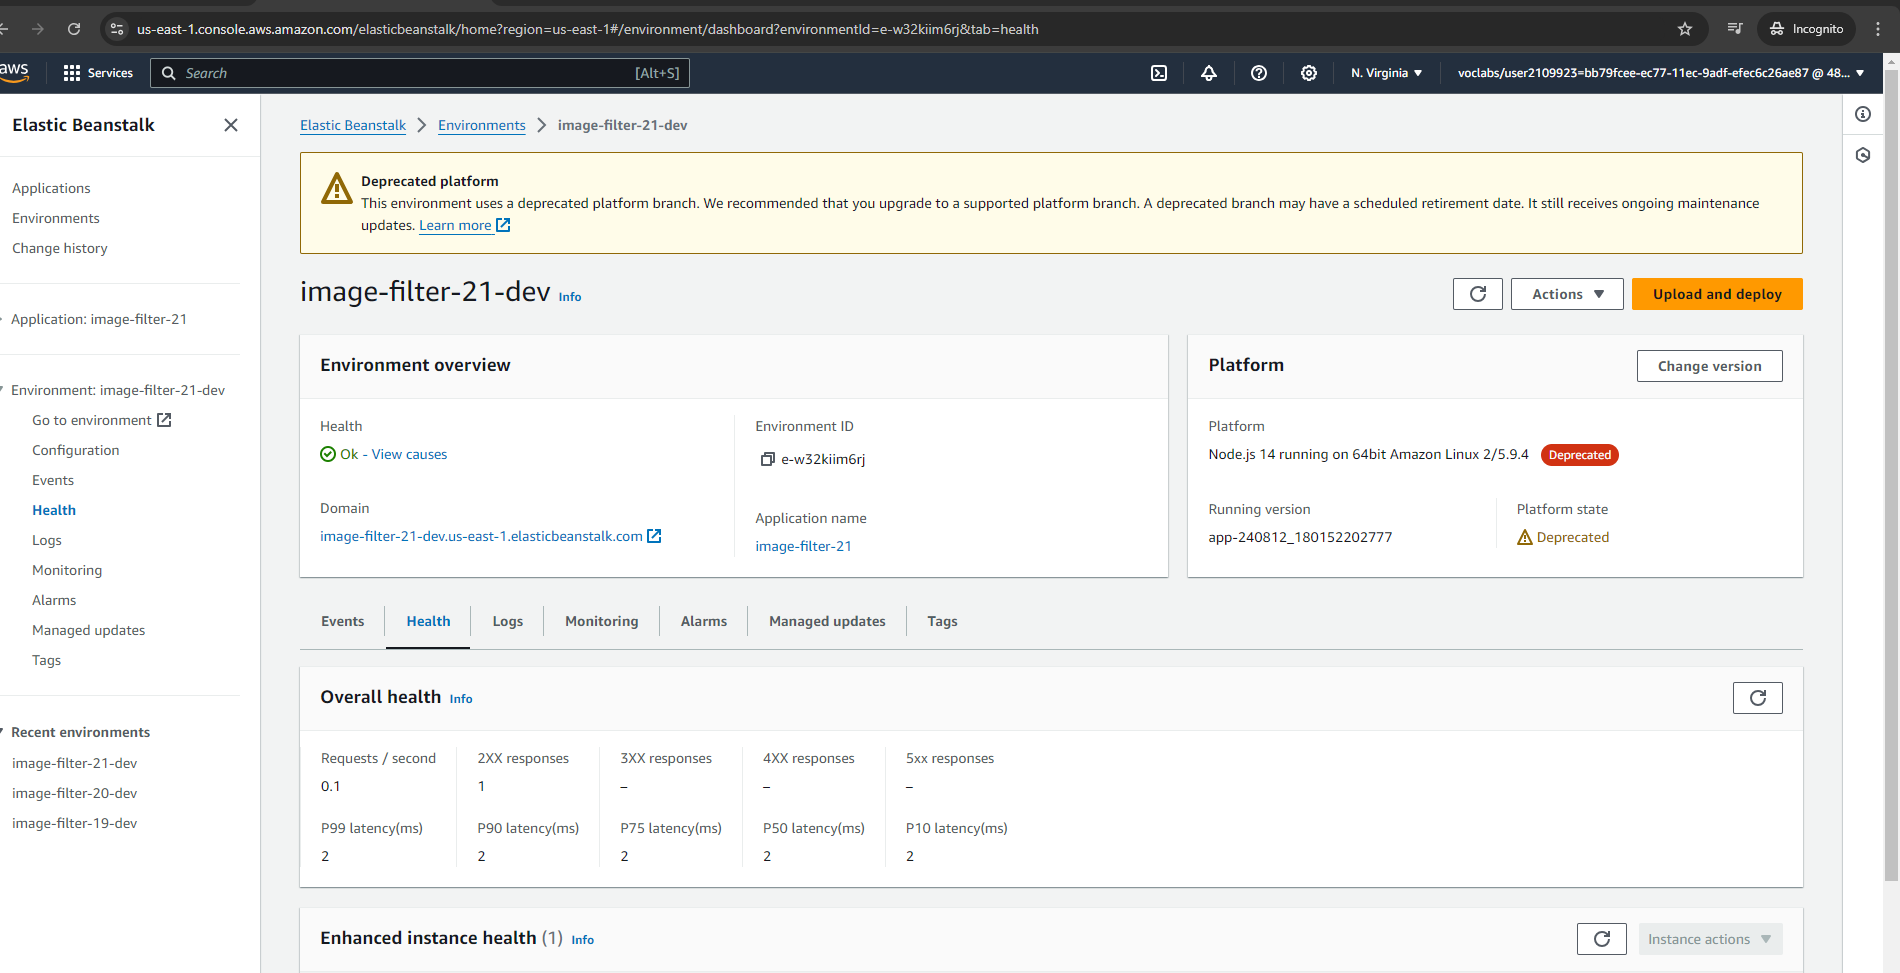 us-east-1.console.aws.amazon.com/elasticbeanstalk/home?region=us-east-1#/environment/dashboard?environmentId=e-w32kiim6rj&tab=health
Incognito
aws
Services
Search
[Alt+S]
N. Virginia
voclabs/user2109923=bb79fcee-ec77-11ec-9adf-efec6c26ae87 @ 48...
Elastic Beanstalk
Applications
Environments
Change history
Application: image-filter-21
Environment: image-filter-21-dev
Go to environment
Configuration
Events
Health
Logs
Monitoring
Alarms
Managed updates
Tags
Recent environments
image-filter-21-dev
image-filter-20-dev
image-filter-19-dev
Elastic Beanstalk > Environments > image-filter-21-dev
Deprecated platform
This environment uses a deprecated platform branch. We recommended that you upgrade to a supported platform branch. A deprecated branch may have a scheduled retirement date. It still receives ongoing maintenance
updates. Learn more
image-filter-21-dev Info
Actions
Upload and deploy
Environment overview
Health
Ok - View causes
Domain
image-filter-21-dev.us-east-1.elasticbeanstalk.com
Environment ID
e-w32kiim6rj
Application name
image-filter-21
Platform
Change version
Platform
Node.js 14 running on 64bit Amazon Linux 2/5.9.4 Deprecated
Running version
app-240812_180152202777
Platform state
Deprecated
Events Health Logs Monitoring Alarms Managed updates Tags
Overall health Info
Requests / second 2XX responses 3XX responses 4XX responses 5xx responses
0.1 1 – – –
P99 latency(ms) P90 latency(ms) P75 latency(ms) P50 latency(ms) P10 latency(ms)
2 2 2 2 2
Enhanced instance health (1) Info
Instance actions